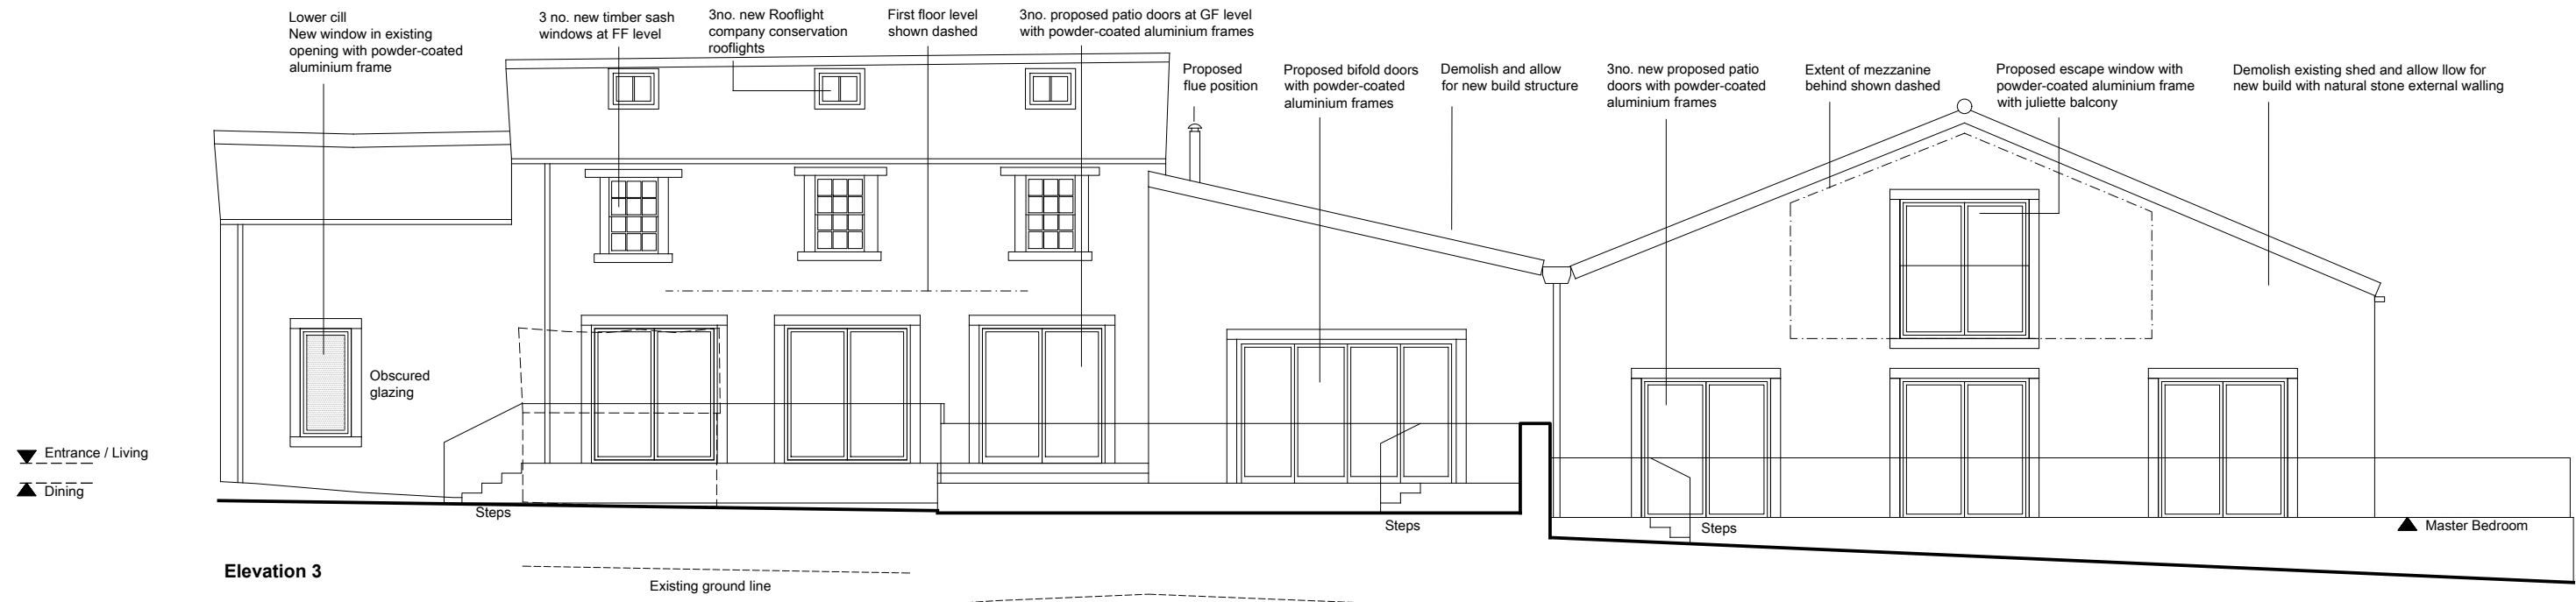 Lower cill
New window in existing
opening with powder-coated
aluminium frame
3 no. new timber sash
windows at FF level
3no. new Rooflight
company conservation
rooflights
First floor level
shown dashed
3no. proposed patio doors at GF level
with powder-coated aluminium frames
Proposed
flue position
Proposed bifold doors
with powder-coated
aluminium frames
Demolish and allow
for new build structure
3no. new proposed patio
doors with powder-coated
aluminium frames
Extent of mezzanine
behind shown dashed
Proposed escape window with
powder-coated aluminium frame
with juliette balcony
Demolish existing shed and allow llow for
new build with natural stone external walling
Obscured
glazing
Entrance / Living
Dining
Steps
Steps
Steps
Master Bedroom
Elevation 3
Existing ground line